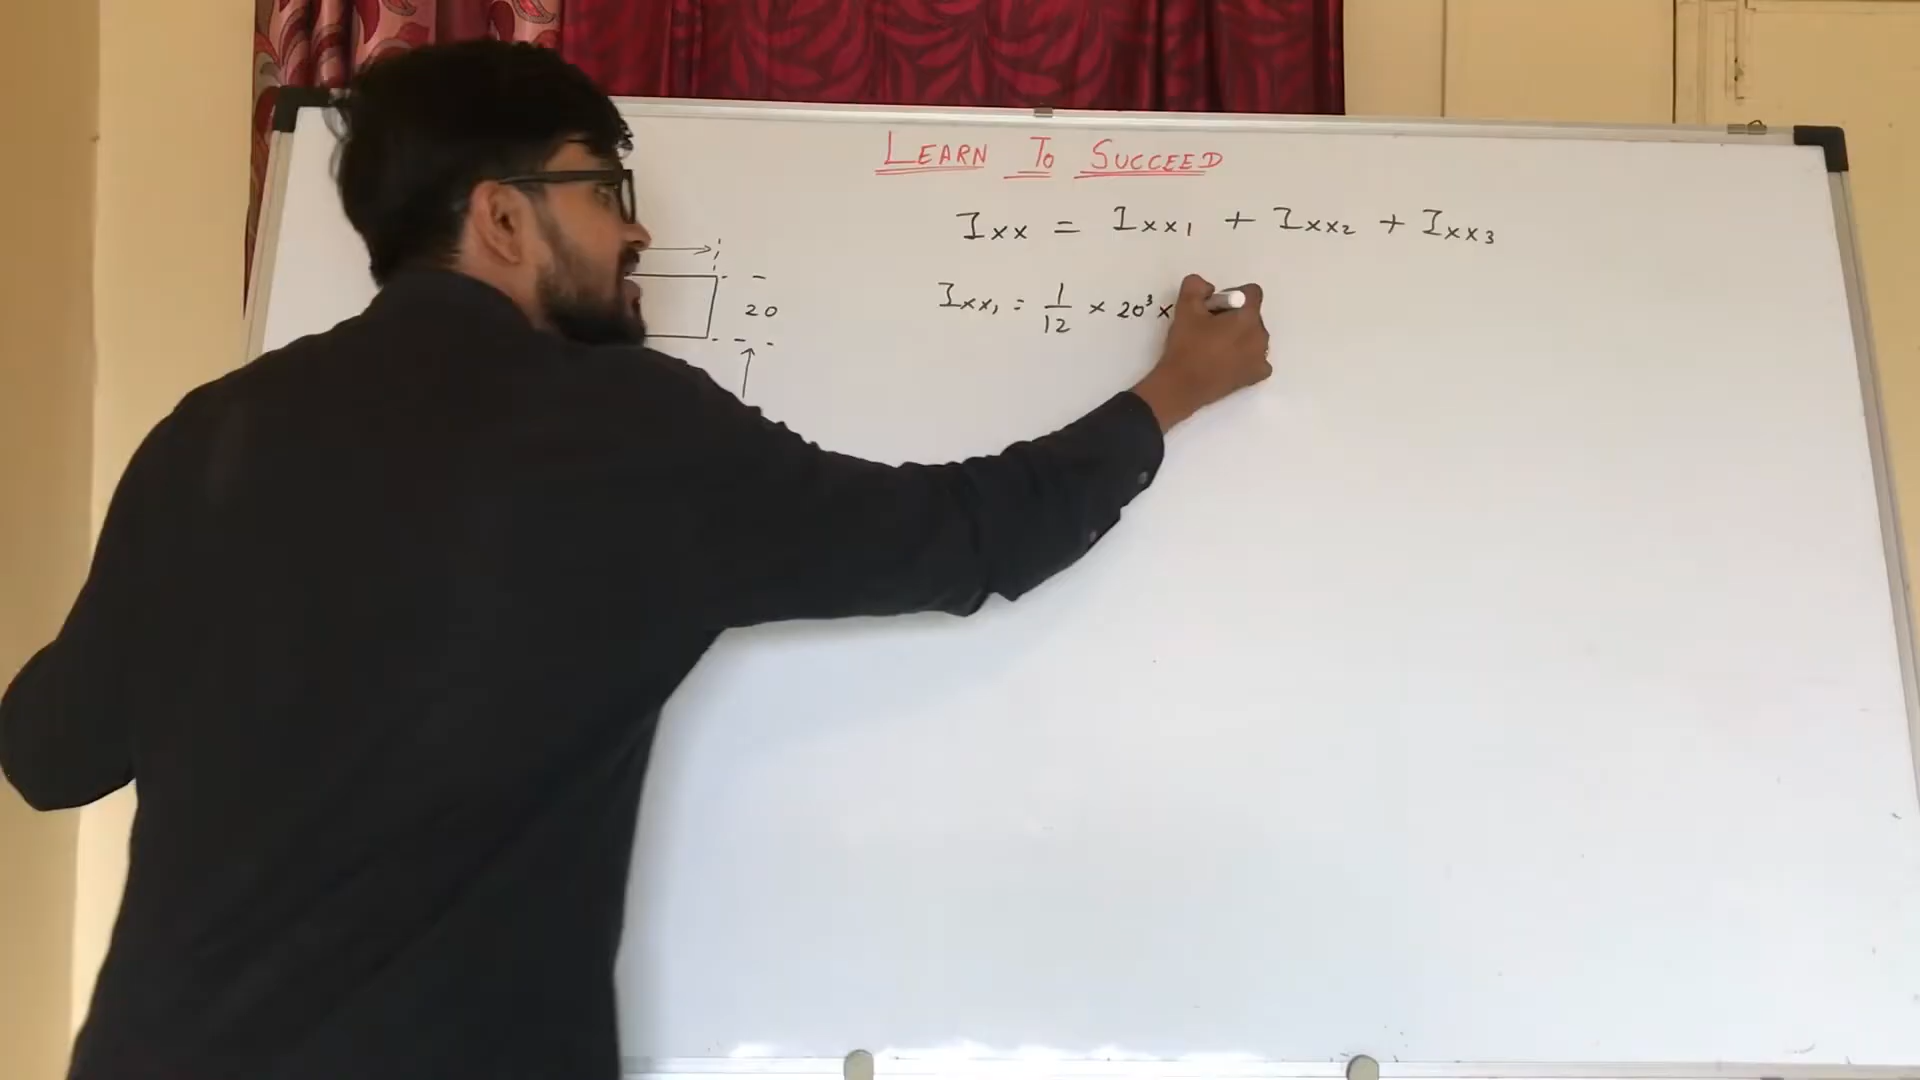 LEARN TO SUCCEED
Ixx = Ixx1 + Ixx2 + Ixx3
Ixx1 = 1/12 × 20³ ×
20